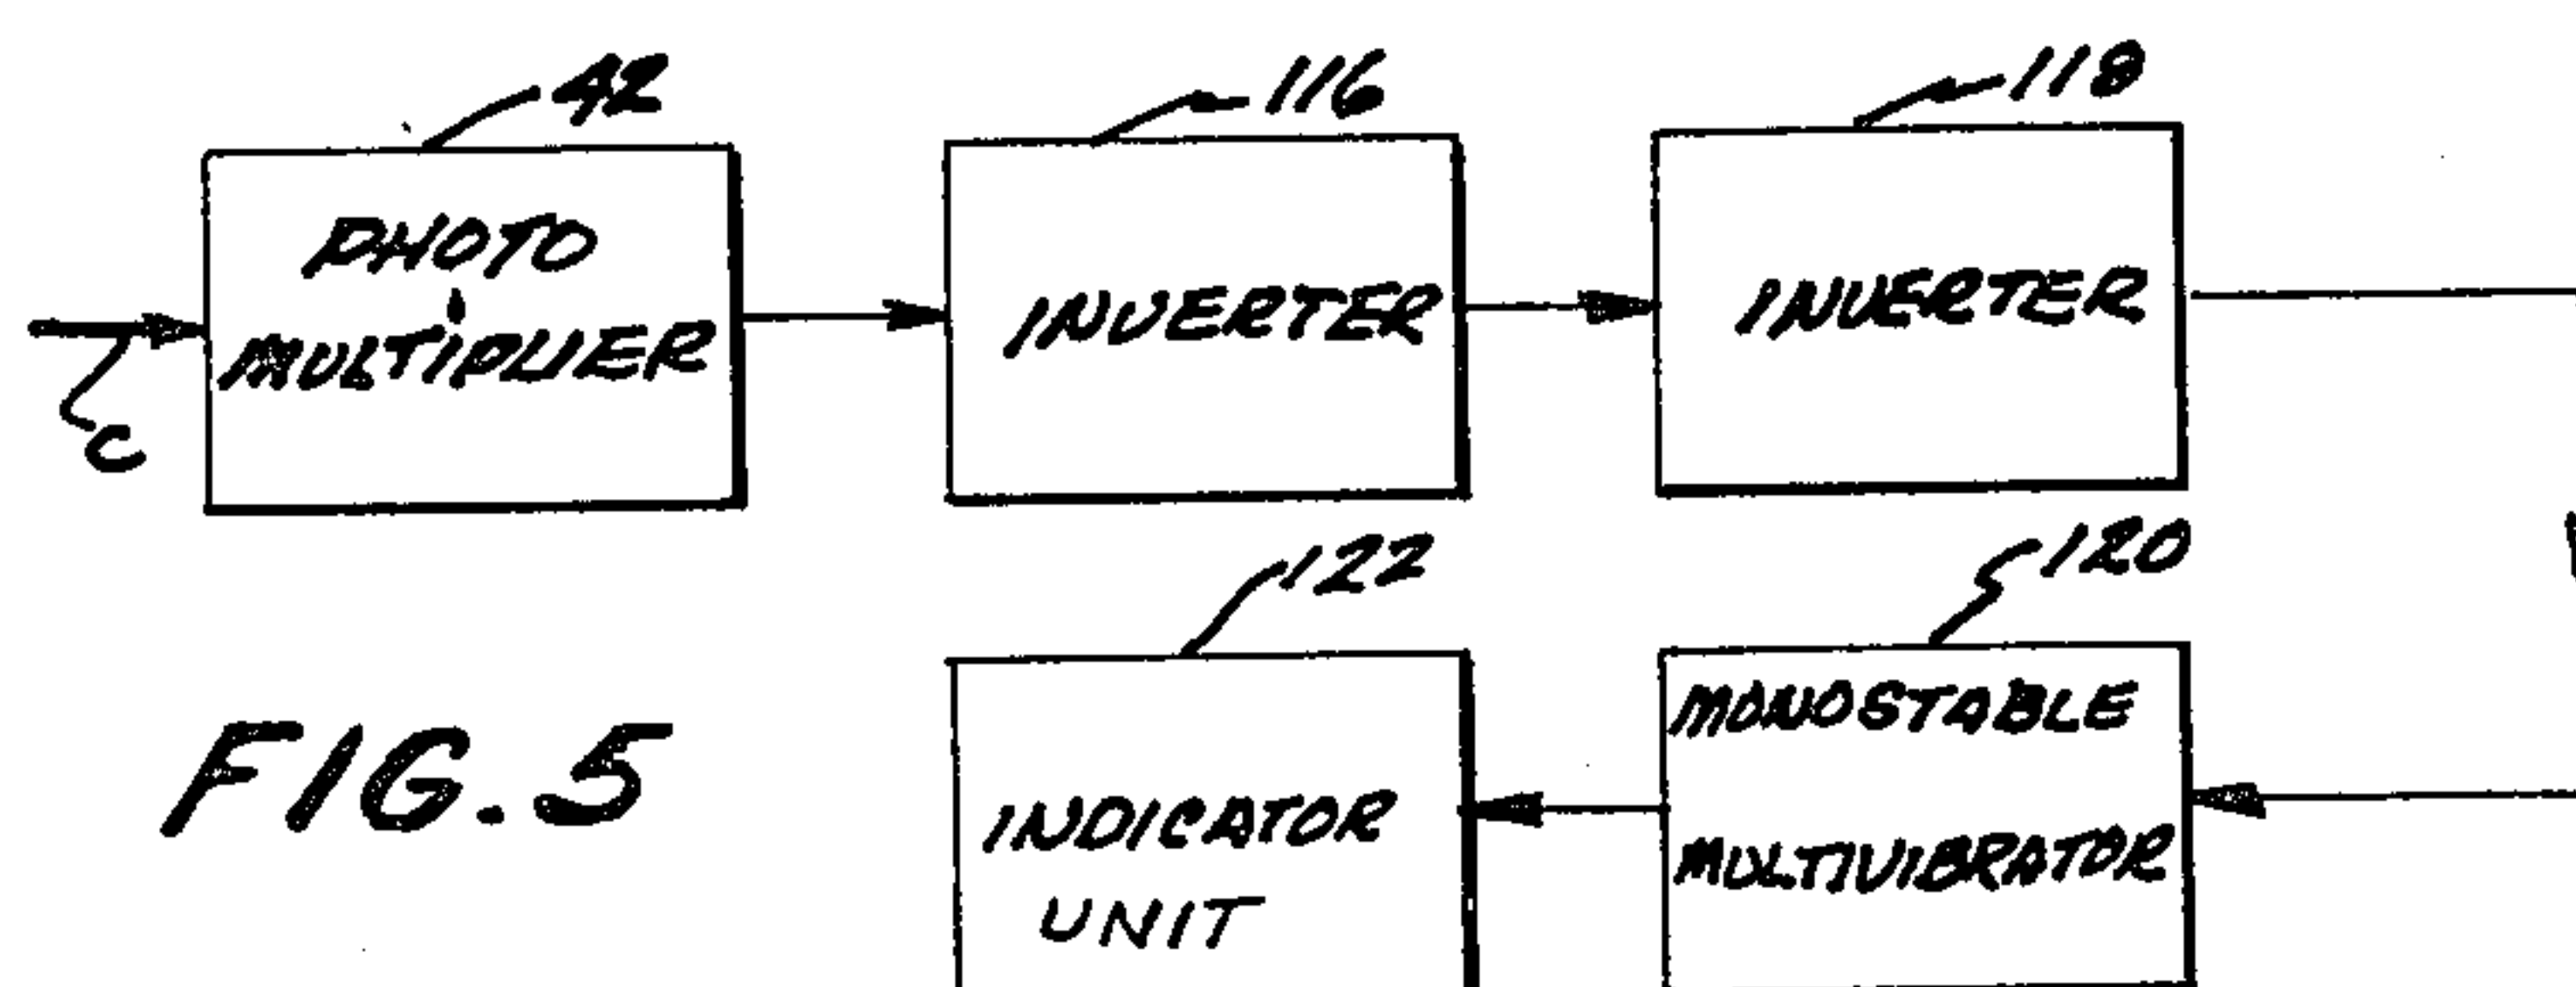 42
116
118
PHOTO
MULTIPLIER
INVERTER
INVERTER
C
122
120
FIG. 5
INDICATOR
UNIT
MONOSTABLE
MULTIVIBRATOR